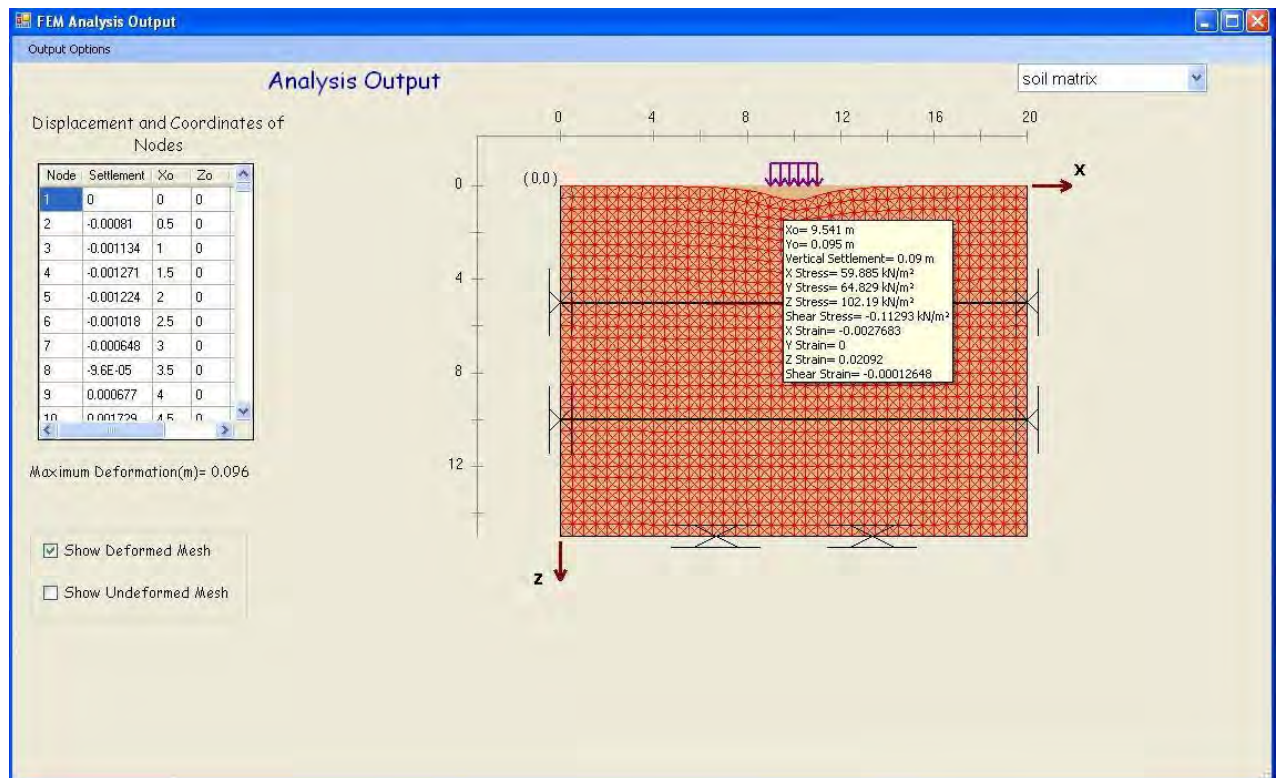 FEM Analysis Output
Output Options
Analysis Output
soil matrix
Displacement and Coordinates of
Nodes
Node Settlement Xo Zo
1 0 0 0
2 -0.00081 0.5 0
3 -0.001134 1 0
4 -0.001271 1.5 0
5 -0.001224 2 0
6 -0.001018 2.5 0
7 -0.000648 3 0
8 -9.6E-05 3.5 0
9 0.000677 4 0
10 0.001729 4.5 0
Maximum Deformation(m)= 0.096
Show Deformed Mesh
Show Undeformed Mesh
0 4 8 12 16 20
0
4
8
12
(0,0)
X
Z
Xo= 9.541 m
Yo= 0.095 m
Vertical Settlement= 0.09 m
X Stress= 59.885 kN/m²
Y Stress= 64.829 kN/m²
Z Stress= 102.19 kN/m²
Shear Stress= -0.11293 kN/m²
X Strain= -0.0027683
Y Strain= 0
Z Strain= 0.02092
Shear Strain= -0.00012648